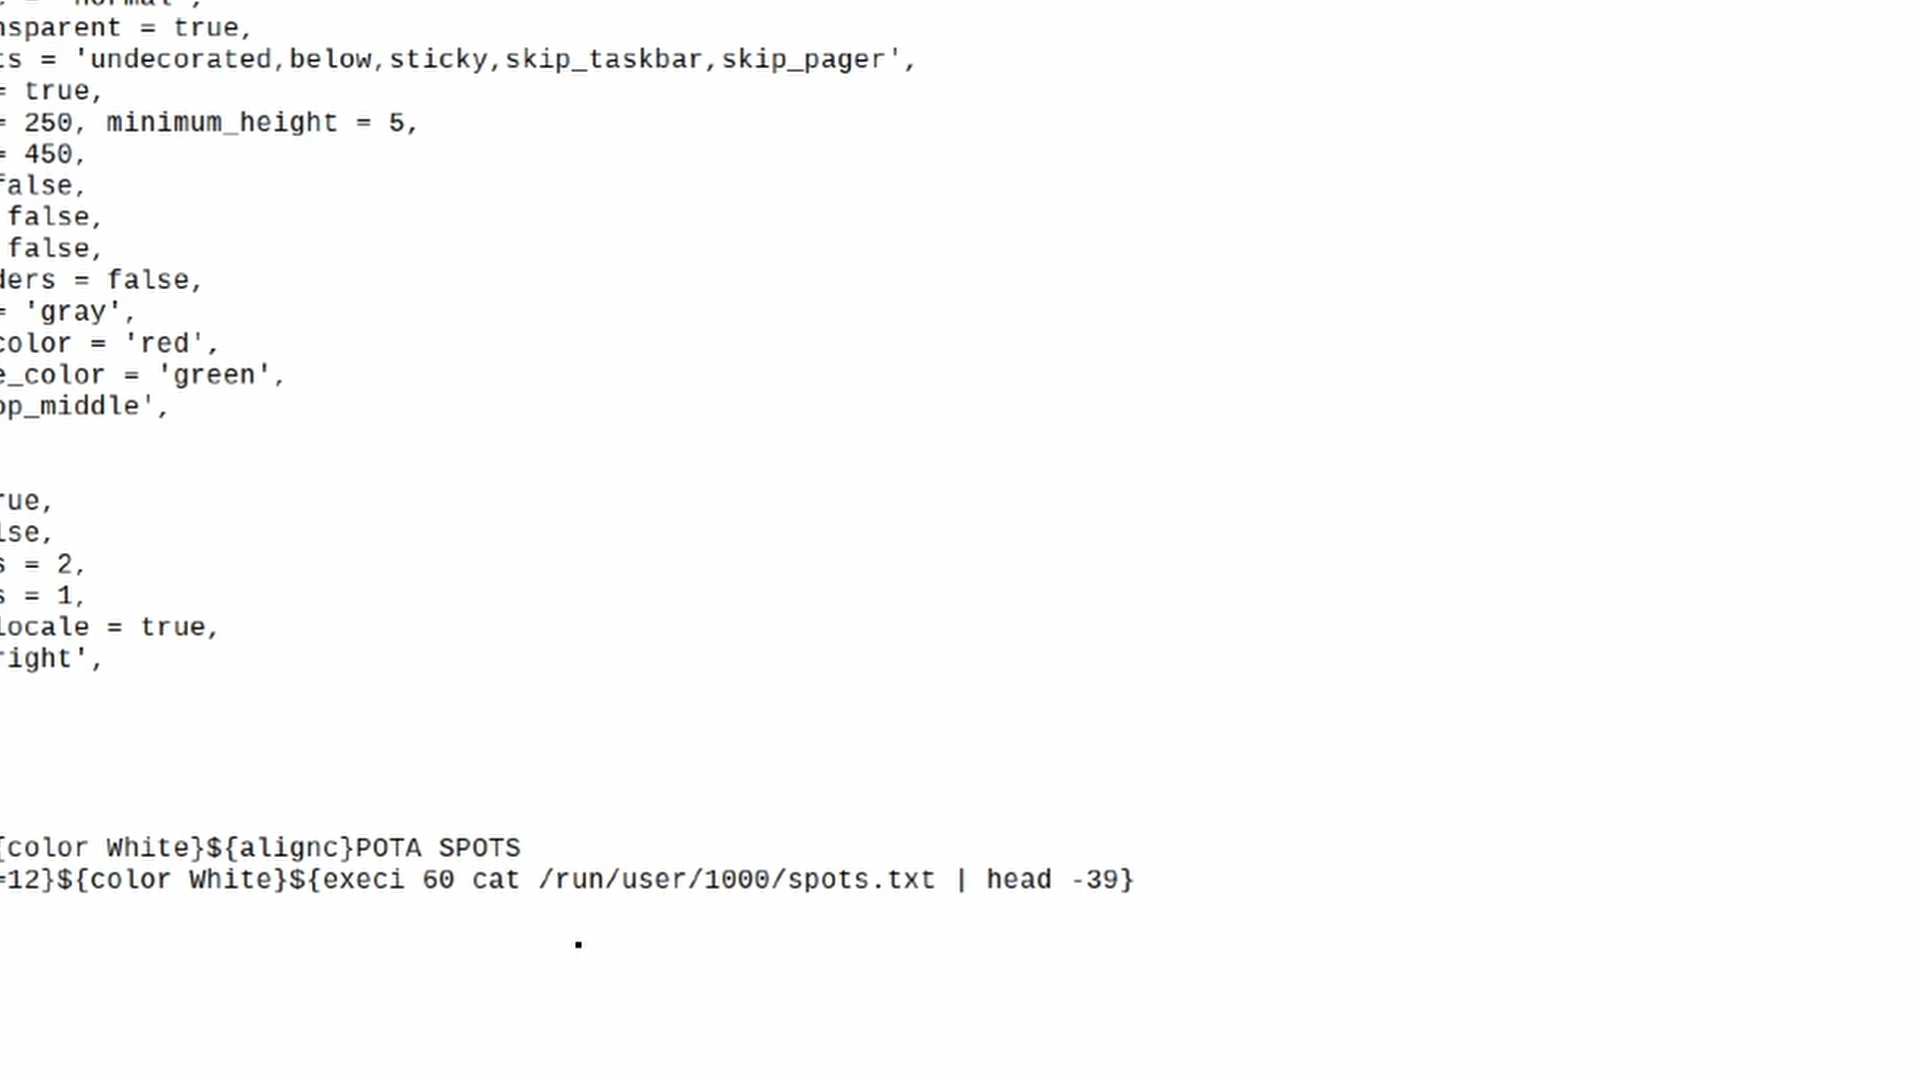 = 'normal',
nsparent = true,
ts = 'undecorated,below,sticky,skip_taskbar,skip_pager',
= true,
= 250, minimum_height = 5,
= 450,
false,
false,
false,
ders = false,
= 'gray',
color = 'red',
e_color = 'green',
op_middle',
rue,
lse,
s = 2,
s = 1,
locale = true,
right',
{color White}${alignc}POTA SPOTS
=12}${color White}${execi 60 cat /run/user/1000/spots.txt | head -39}